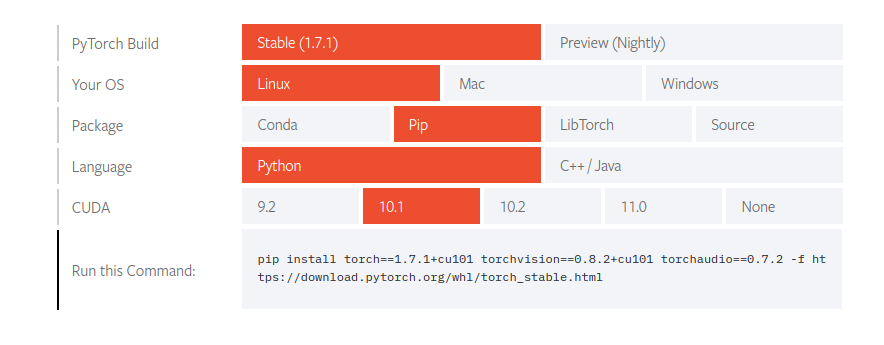 PyTorch Build Stable (1.7.1) Preview (Nightly)
Your OS Linux Mac Windows
Package Conda Pip LibTorch Source
Language Python C++ / Java
CUDA 9.2 10.1 10.2 11.0 None
Run this Command:
pip install torch==1.7.1+cu101 torchvision==0.8.2+cu101 torchaudio==0.7.2 -f ht
tps://download.pytorch.org/whl/torch_stable.html